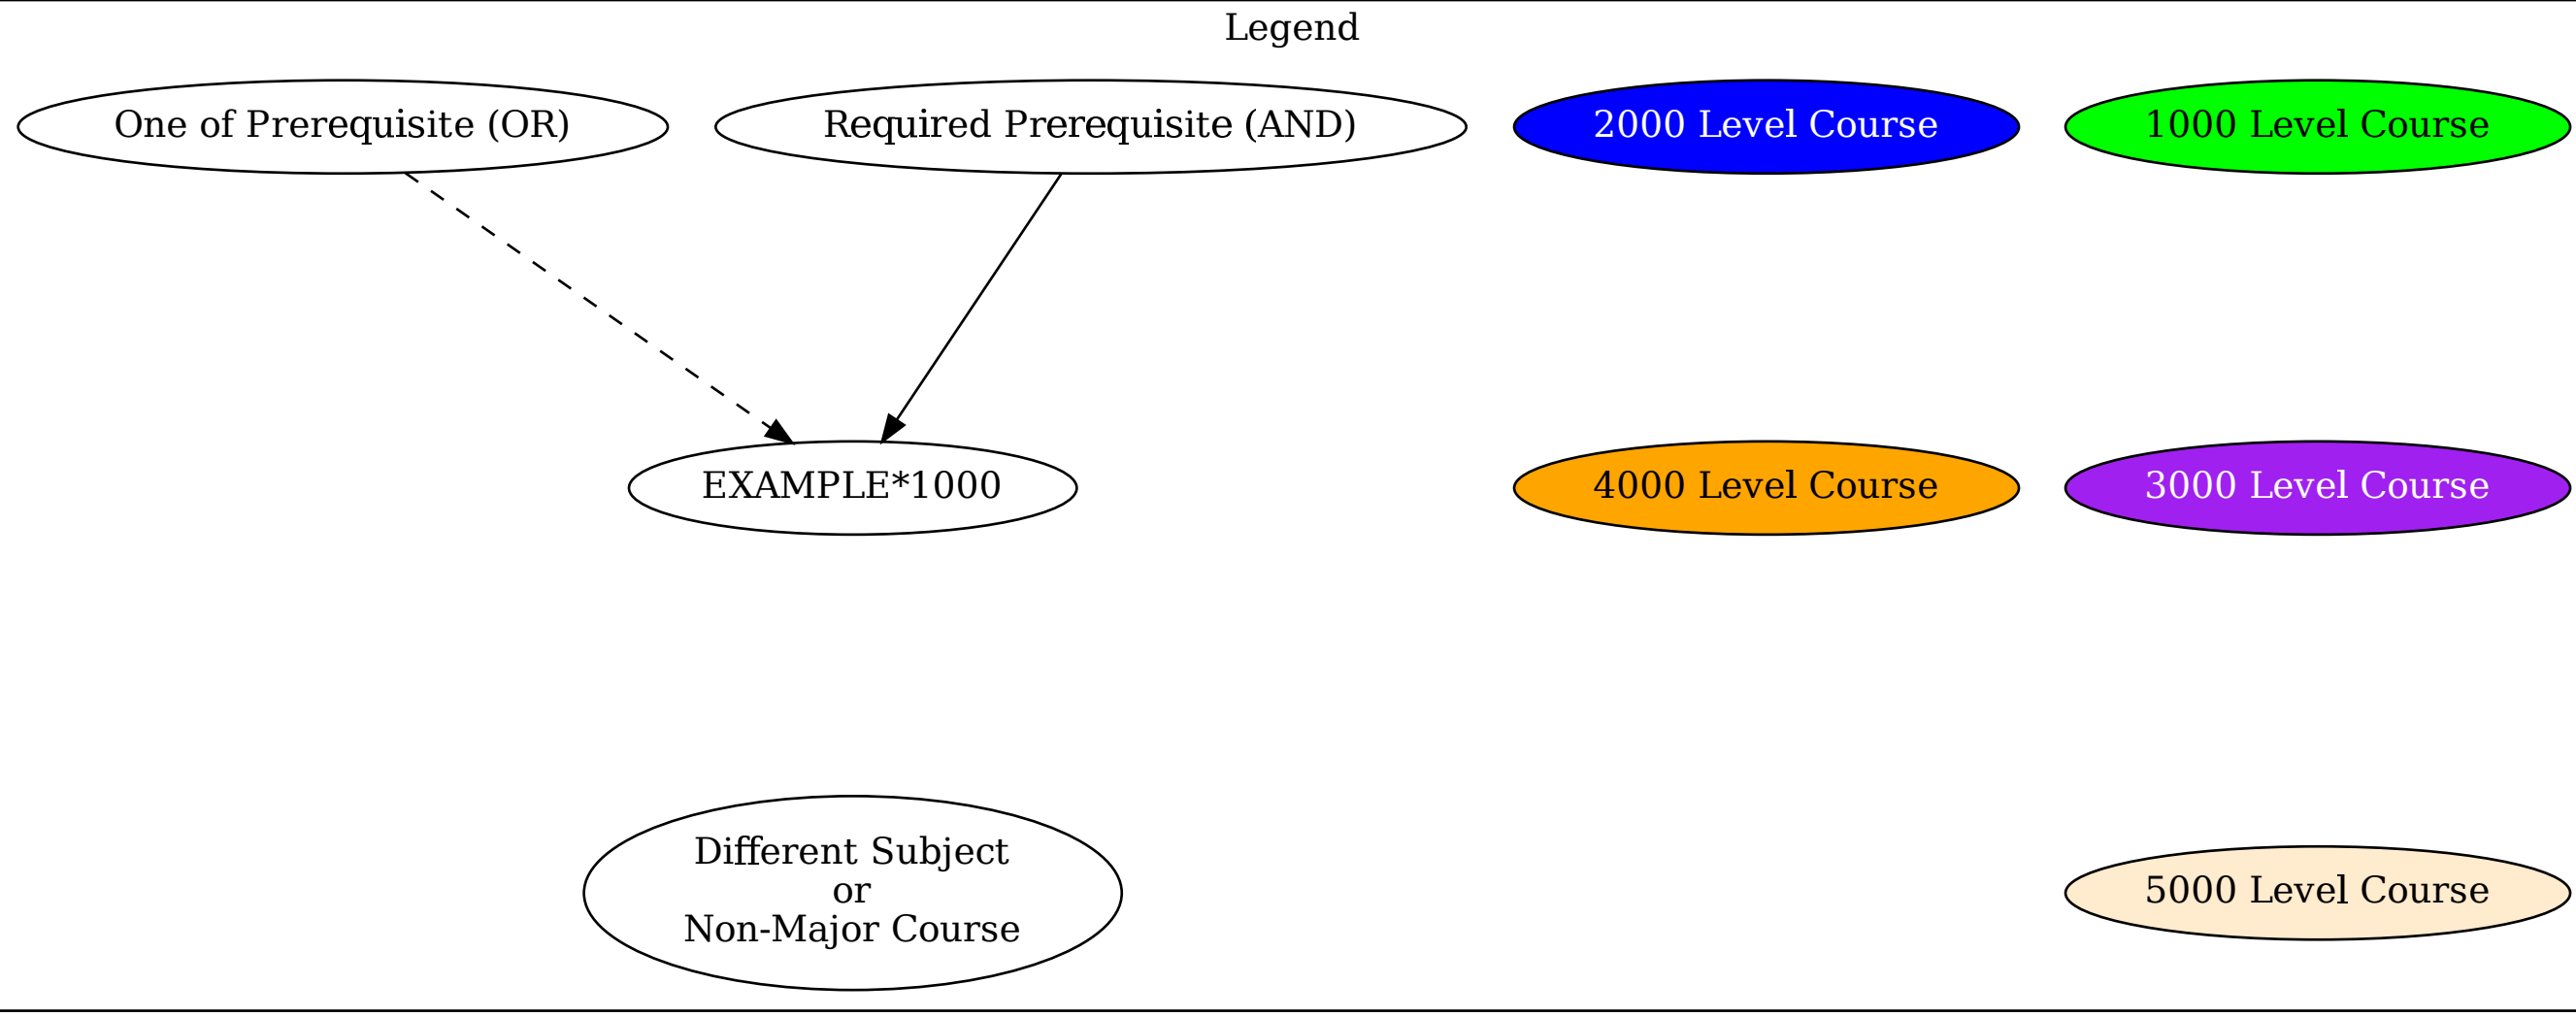 Legend
One of Prerequisite (OR)
Required Prerequisite (AND)
2000 Level Course
1000 Level Course
EXAMPLE*1000
4000 Level Course
3000 Level Course
Different Subject
or
Non-Major Course
5000 Level Course